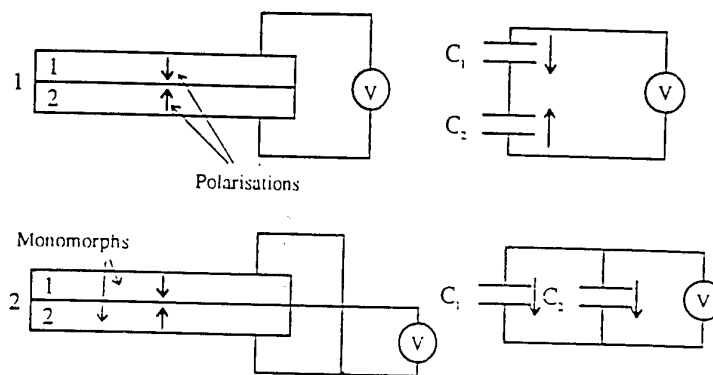 1
1
2
V
C₁
C₂
V
Polarisations
Monomorphs
2
1
2
V
C₁
C₂
V